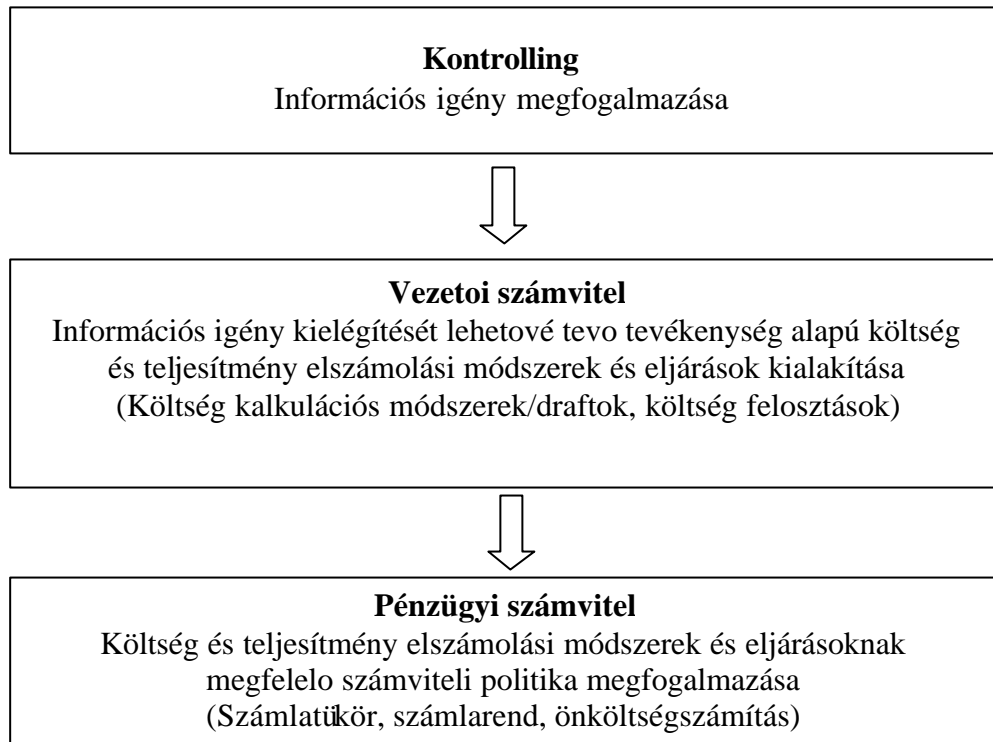 Kontrolling
Információs igény megfogalmazása
Vezetoi számvitel
Információs igény kielégítését lehetové tevo tevékenység alapú költség
és teljesítmény elszámolási módszerek és eljárások kialakítása
(Költség kalkulációs módszerek/draftok, költség felosztások)
Pénzügyi számvitel
Költség és teljesítmény elszámolási módszerek és eljárásoknak
megfelelo számviteli politika megfogalmazása
(Számlatükör, számlarend, önköltségszámítás)